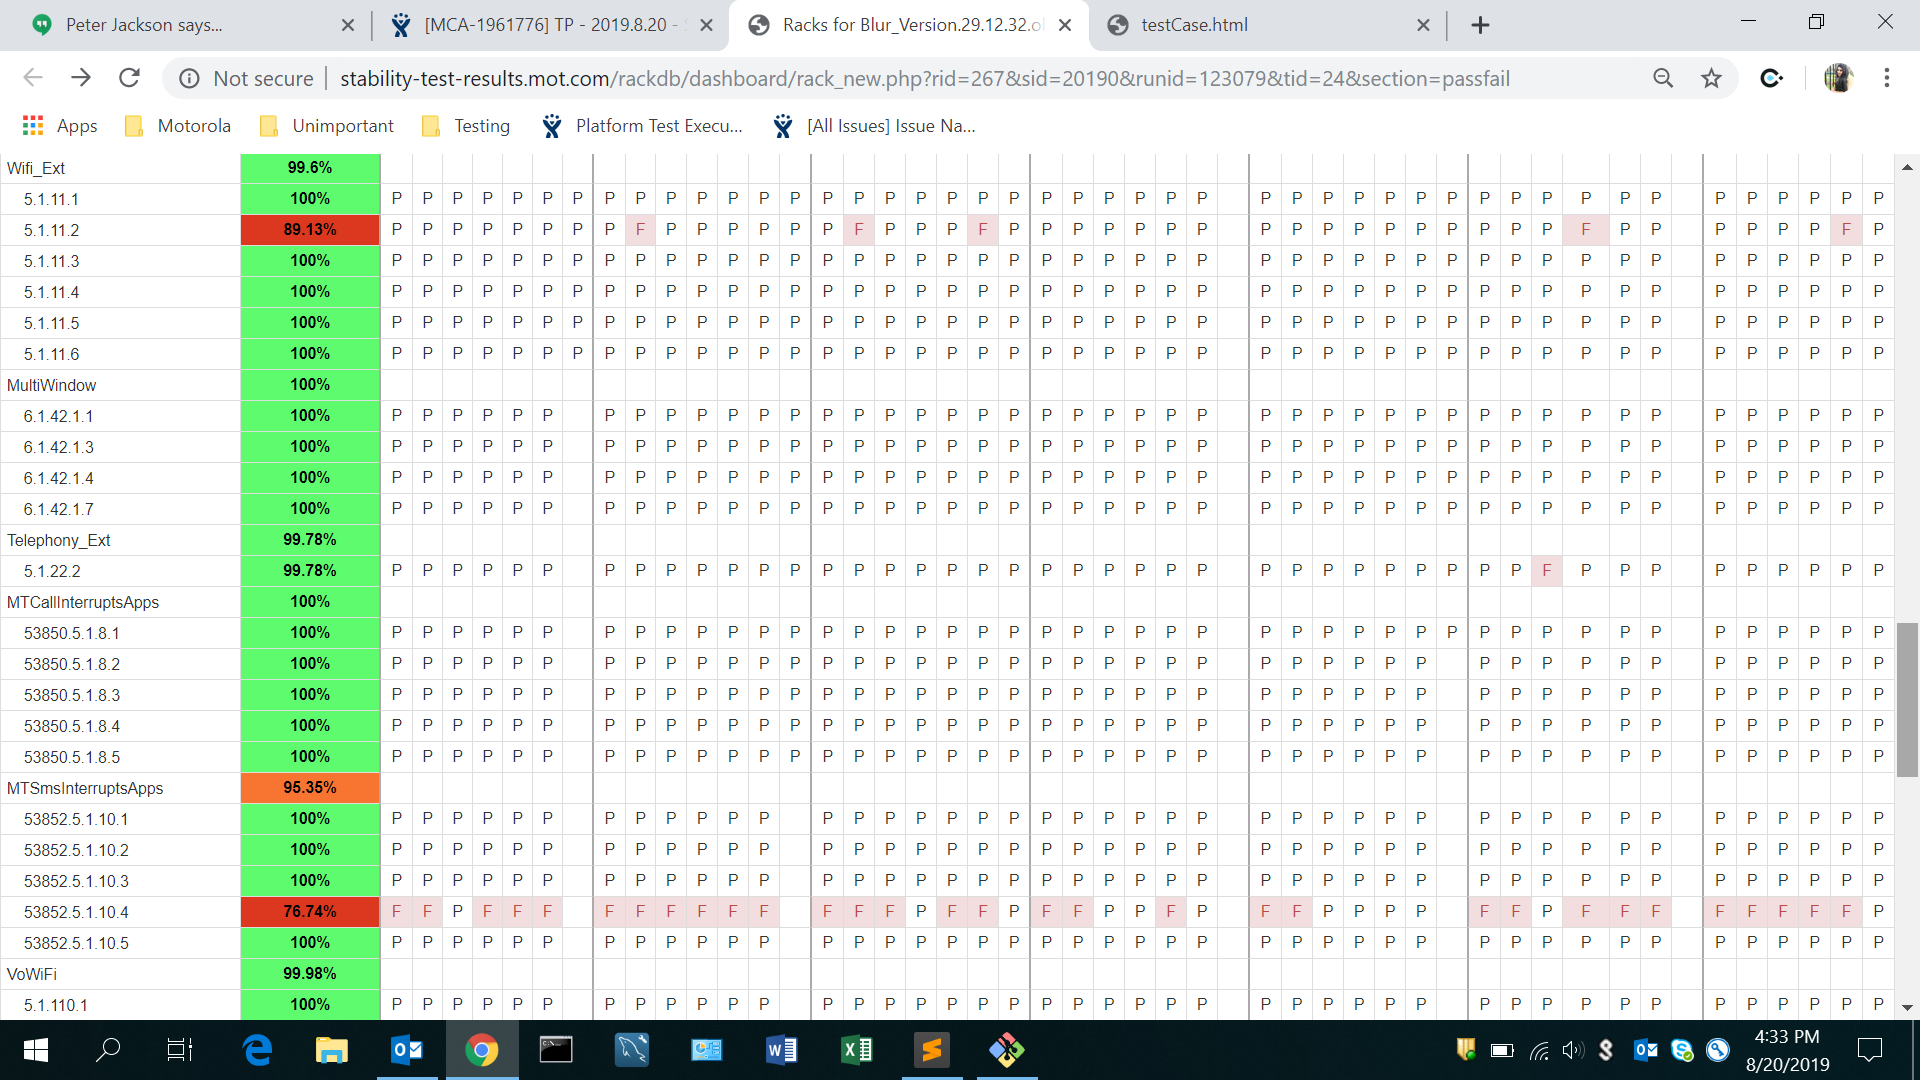 Peter Jackson says...
[MCA-1961776] TP - 2019.8.20 -
Racks for Blur_Version.29.12.32.ol
testCase.html
Not secure
stability-test-results.mot.com/rackdb/dashboard/rack_new.php?rid=267&sid=20190&runid=123079&tid=24&section=passfail
Apps Motorola Unimportant Testing Platform Test Execu... [All Issues] Issue Na...
Wifi_Ext 99.6%
5.1.11.1 100% P P P P P P P P P P P P P P P P P P P P P P P P P P P P P P P P P P P P P P P P P P P P P P
5.1.11.2 89.13% P P P P P P P P F P P P P P P F P P P F P P P P P P P P P P P P P P P P P F P P P P P P F P
5.1.11.3 100% P P P P P P P P P P P P P P P P P P P P P P P P P P P P P P P P P P P P P P P P P P P P P P
5.1.11.4 100% P P P P P P P P P P P P P P P P P P P P P P P P P P P P P P P P P P P P P P P P P P P P P P
5.1.11.5 100% P P P P P P P P P P P P P P P P P P P P P P P P P P P P P P P P P P P P P P P P P P P P P P
5.1.11.6 100% P P P P P P P P P P P P P P P P P P P P P P P P P P P P P P P P P P P P P P P P P P P P P P
MultiWindow 100%
6.1.42.1.1 100% P P P P P P P P P P P P P P P P P P P P P P P P P P P P P P P P P P P P P P P P P P P P P
6.1.42.1.3 100% P P P P P P P P P P P P P P P P P P P P P P P P P P P P P P P P P P P P P P P P P P P P P
6.1.42.1.4 100% P P P P P P P P P P P P P P P P P P P P P P P P P P P P P P P P P P P P P P P P P P P P P
6.1.42.1.7 100% P P P P P P P P P P P P P P P P P P P P P P P P P P P P P P P P P P P P P P P P P P P P P
Telephony_Ext 99.78%
5.1.22.2 99.78% P P P P P P P P P P P P P P P P P P P P P P P P P P P P P P P P P P P F P P P P P P P P P
MTCallInterruptsApps 100%
53850.5.1.8.1 100% P P P P P P P P P P P P P P P P P P P P P P P P P P P P P P P P P P P P P P P P P P P P P
53850.5.1.8.2 100% P P P P P P P P P P P P P P P P P P P P P P P P P P P P P P P P P P P P P P P P P P P P
53850.5.1.8.3 100% P P P P P P P P P P P P P P P P P P P P P P P P P P P P P P P P P P P P P P P P P P P P
53850.5.1.8.4 100% P P P P P P P P P P P P P P P P P P P P P P P P P P P P P P P P P P P P P P P P P P P P
53850.5.1.8.5 100% P P P P P P P P P P P P P P P P P P P P P P P P P P P P P P P P P P P P P P P P P P P P
MTSmsInterruptsApps 95.35%
53852.5.1.10.1 100% P P P P P P P P P P P P P P P P P P P P P P P P P P P P P P P P P P P P P P P P P P P
53852.5.1.10.2 100% P P P P P P P P P P P P P P P P P P P P P P P P P P P P P P P P P P P P P P P P P P P
53852.5.1.10.3 100% P P P P P P P P P P P P P P P P P P P P P P P P P P P P P P P P P P P P P P P P P P P
53852.5.1.10.4 76.74% F F P F F F F F F F F F F F F P F F P F F P P F P F F P P P P F F P F F F F F F F F P
53852.5.1.10.5 100% P P P P P P P P P P P P P P P P P P P P P P P P P P P P P P P P P P P P P P P P P P P
VoWiFi 99.98%
5.1.110.1 100% P P P P P P P P P P P P P P P P P P P P P P P P P P P P P P P P P P P P P P P P P P P
4:33 PM
8/20/2019